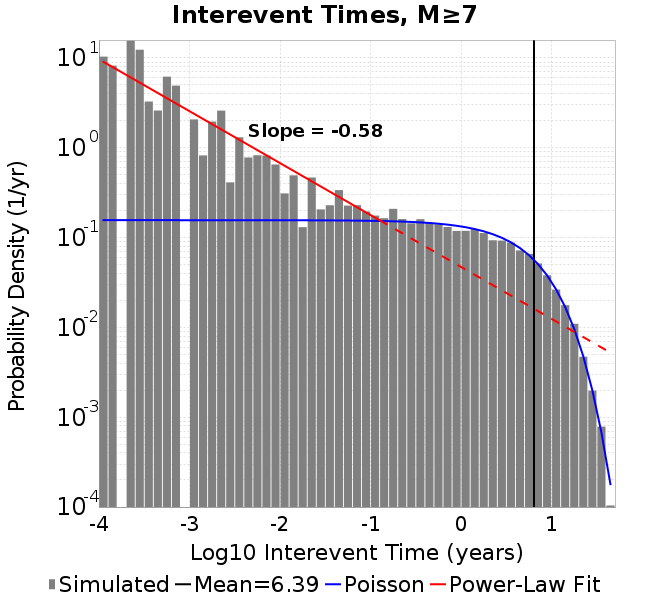 Interevent Times, M≥7
Slope = -0.58
Probability Density (1/yr)
10^1
10^0
10^-1
10^-2
10^-3
10^-4
-4 -3 -2 -1 0 1
Log10 Interevent Time (years)
Simulated Mean=6.39 Poisson Power-Law Fit